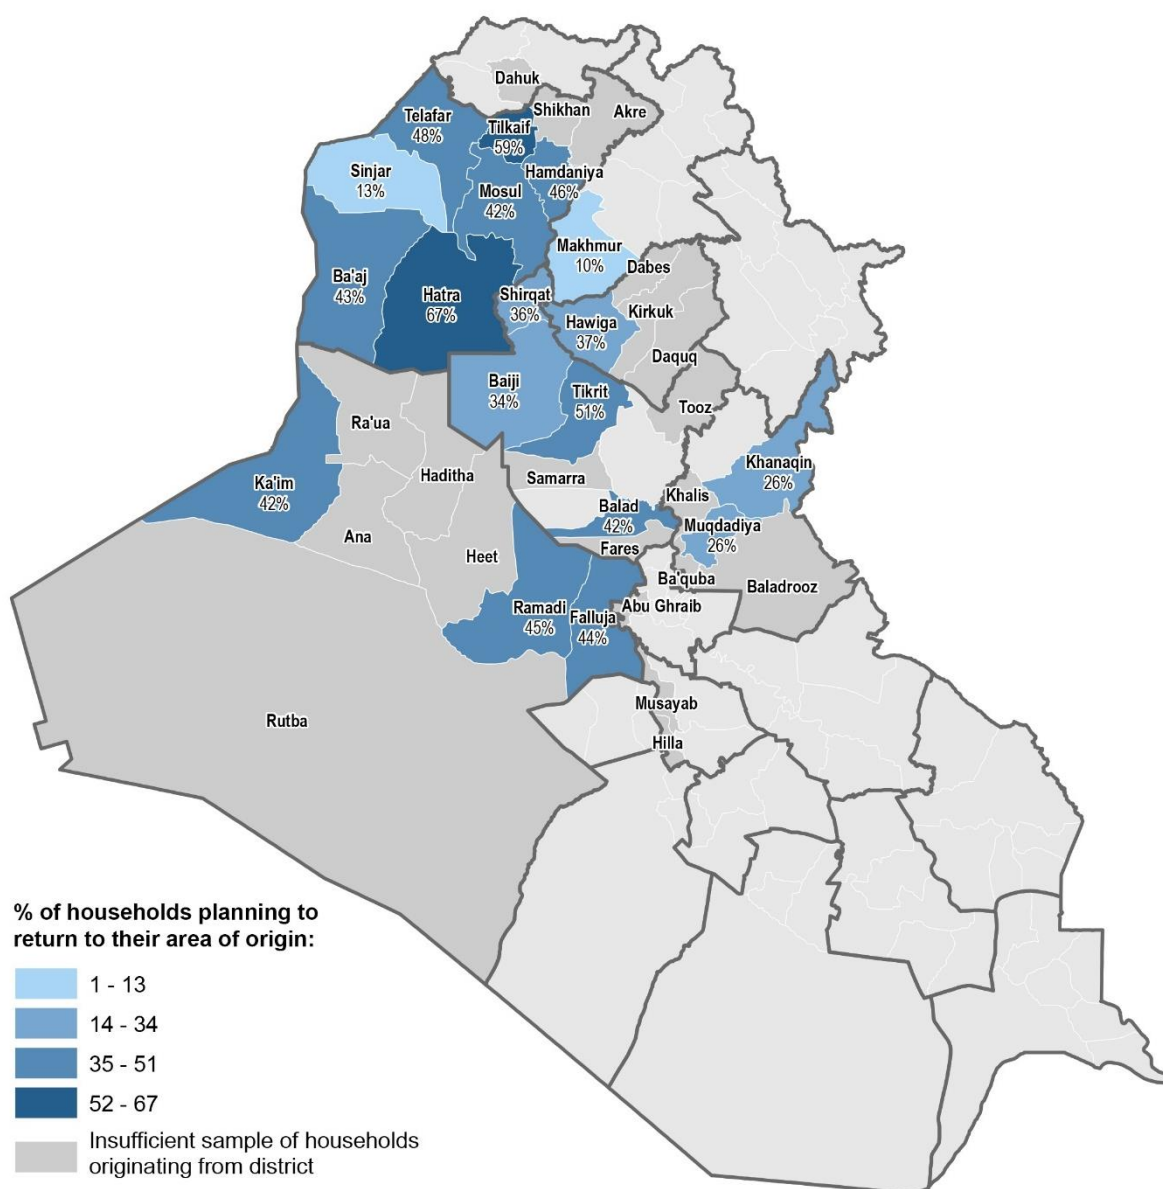 Dahuk
Shikhan
Akre
Telafar
48%
Tilkaif
59%
Sinjar
13%
Hamdaniya
46%
Mosul
42%
Makhmur
10%
Dabes
Ba'aj
43%
Hatra
67%
Shirqat
36%
Kirkuk
Hawiga
37%
Daquq
Baiji
34%
Tikrit
51%
Tooz
Ra'ua
Khanaqin
26%
Haditha
Samarra
Ka'im
42%
Khalis
Balad
42%
Muqdadiya
26%
Ana
Heet
Fares
Ba'quba
Baladrooz
Ramadi
45%
Falluja
44%
Abu Ghraib
Musayab
Rutba
Hilla
% of households planning to
return to their area of origin:
1 - 13
14 - 34
35 - 51
52 - 67
Insufficient sample of households
originating from district